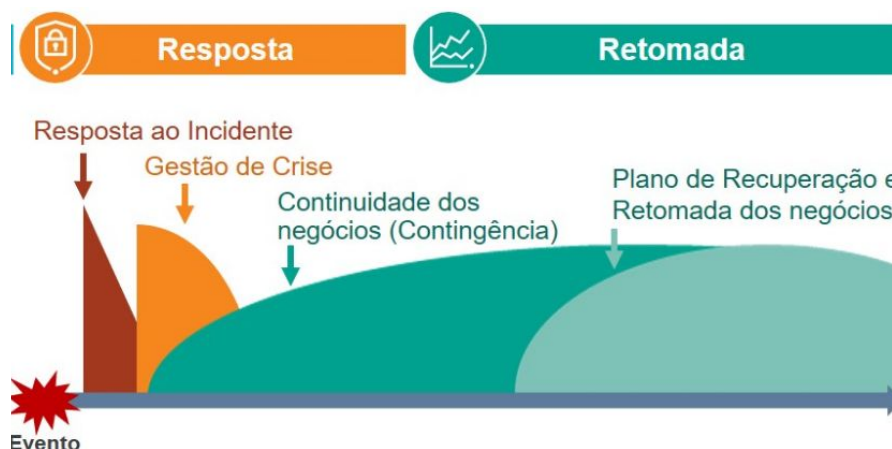 Resposta
Retomada
Resposta ao Incidente
Gestão de Crise
Continuidade dos
negócios (Contingência)
Plano de Recuperação e
Retomada dos negócios
Evento